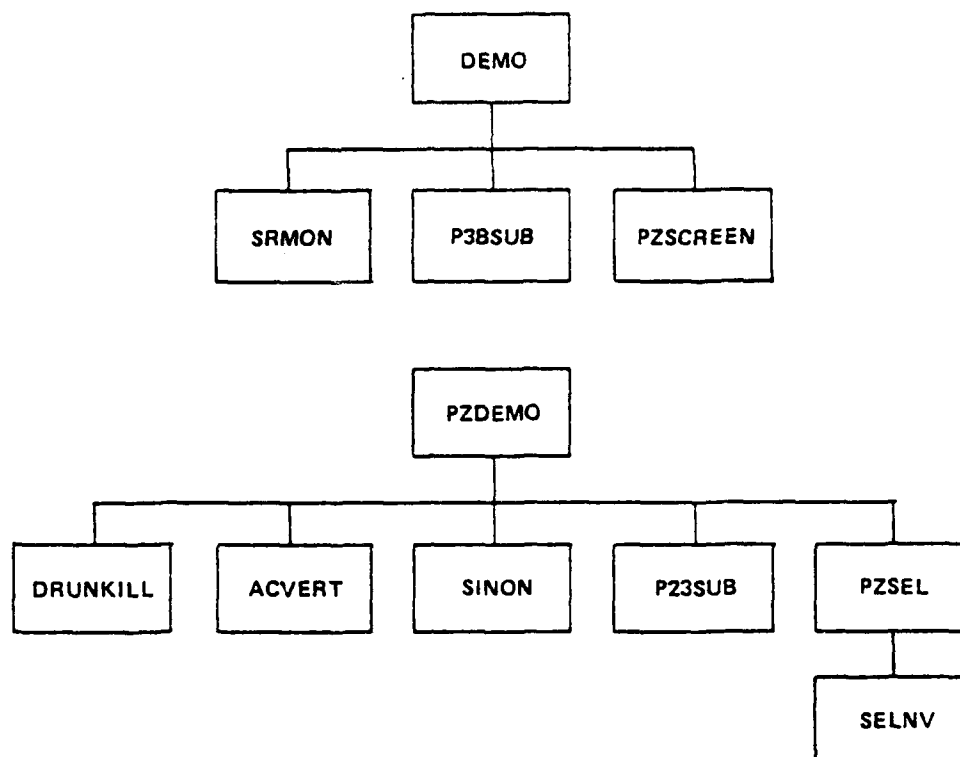 DEMO
SRMON
P3BSUB
PZSCREEN
PZDEMO
DRUNKILL
ACVERT
SINON
P23SUB
PZSEL
SELNV